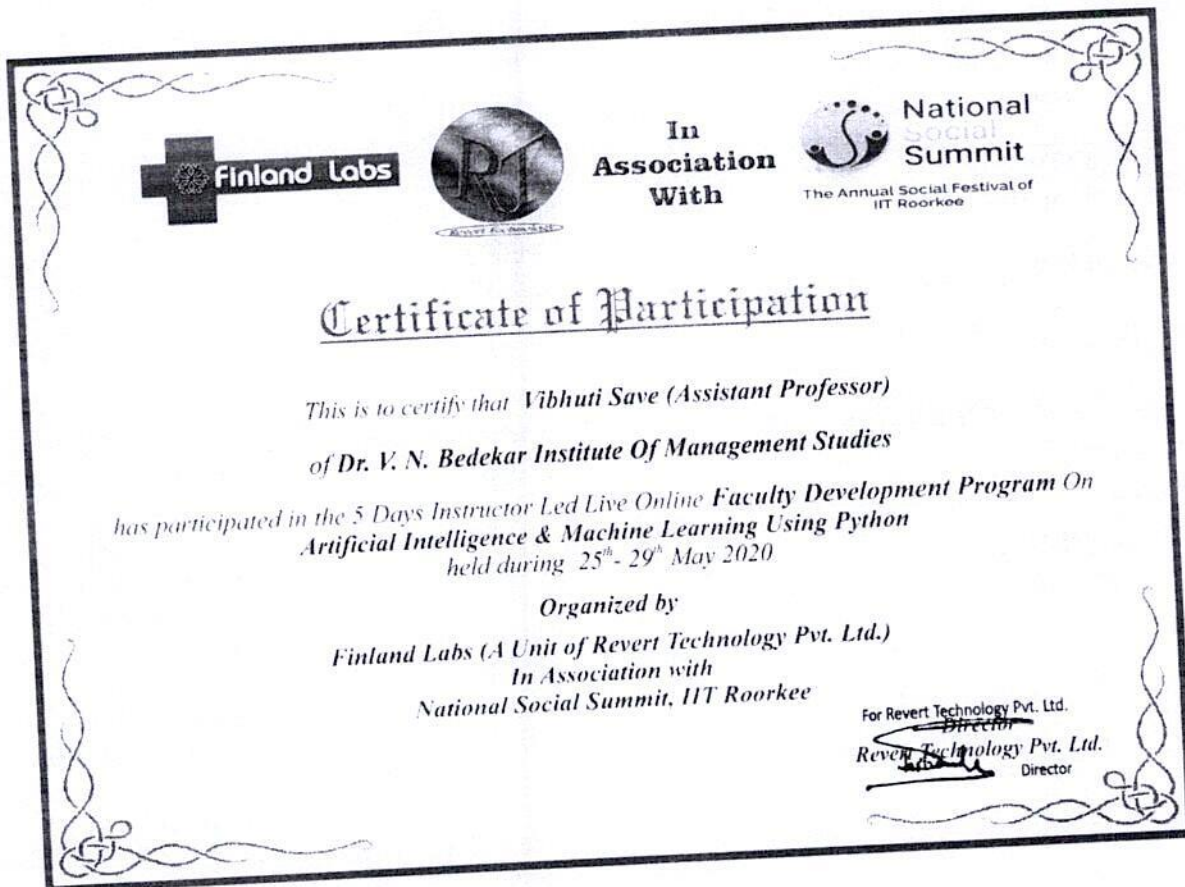 Finland Labs
RT
In
Association
With
National
Social
Summit
The Annual Social Festival of
IIT Roorkee
Certificate of Participation
This is to certify that Vibhuti Save (Assistant Professor)
of Dr. V. N. Bedekar Institute Of Management Studies
has participated in the 5 Days Instructor Led Live Online Faculty Development Program On
Artificial Intelligence & Machine Learning Using Python
held during 25th- 29th May 2020
Organized by
Finland Labs (A Unit of Revert Technology Pvt. Ltd.)
In Association with
National Social Summit, IIT Roorkee
For Revert Technology Pvt. Ltd.
Director
Revert Technology Pvt. Ltd.
Director